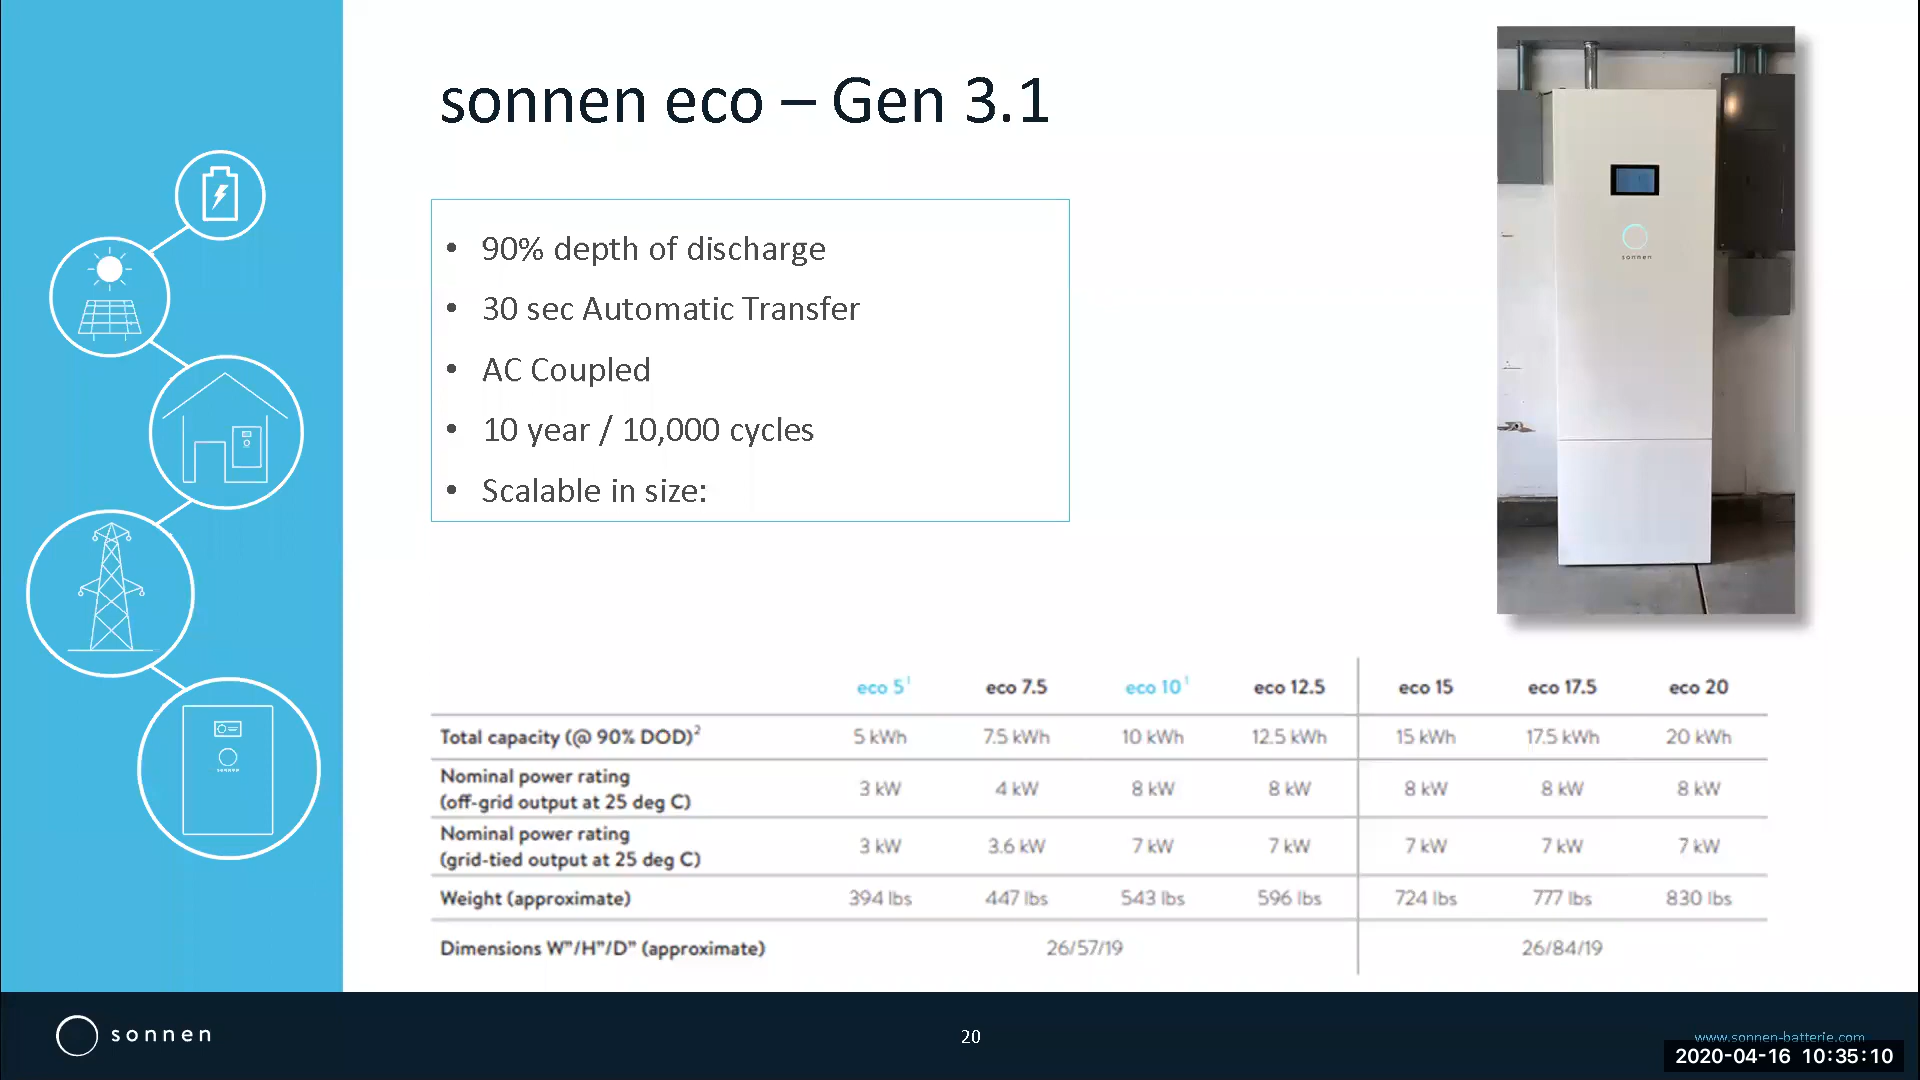 sonnen eco – Gen 3.1
• 90% depth of discharge
• 30 sec Automatic Transfer
• AC Coupled
• 10 year / 10,000 cycles
• Scalable in size:
sonnen
eco 5¹ eco 7.5 eco 10¹ eco 12.5 eco 15 eco 17.5 eco 20
Total capacity (@ 90% DOD)² 5 kWh 7.5 kWh 10 kWh 12.5 kWh 15 kWh 17.5 kWh 20 kWh
Nominal power rating
(off-grid output at 25 deg C) 3 kW 4 kW 8 kW 8 kW 8 kW 8 kW 8 kW
Nominal power rating
(grid-tied output at 25 deg C) 3 kW 3.6 kW 7 kW 7 kW 7 kW 7 kW 7 kW
Weight (approximate) 394 lbs 447 lbs 543 lbs 596 lbs 724 lbs 777 lbs 830 lbs
Dimensions W"/H"/D" (approximate) 26/57/19 26/84/19
sonnen
20
www.sonnen-batterie.com
2020-04-16 10:35:10